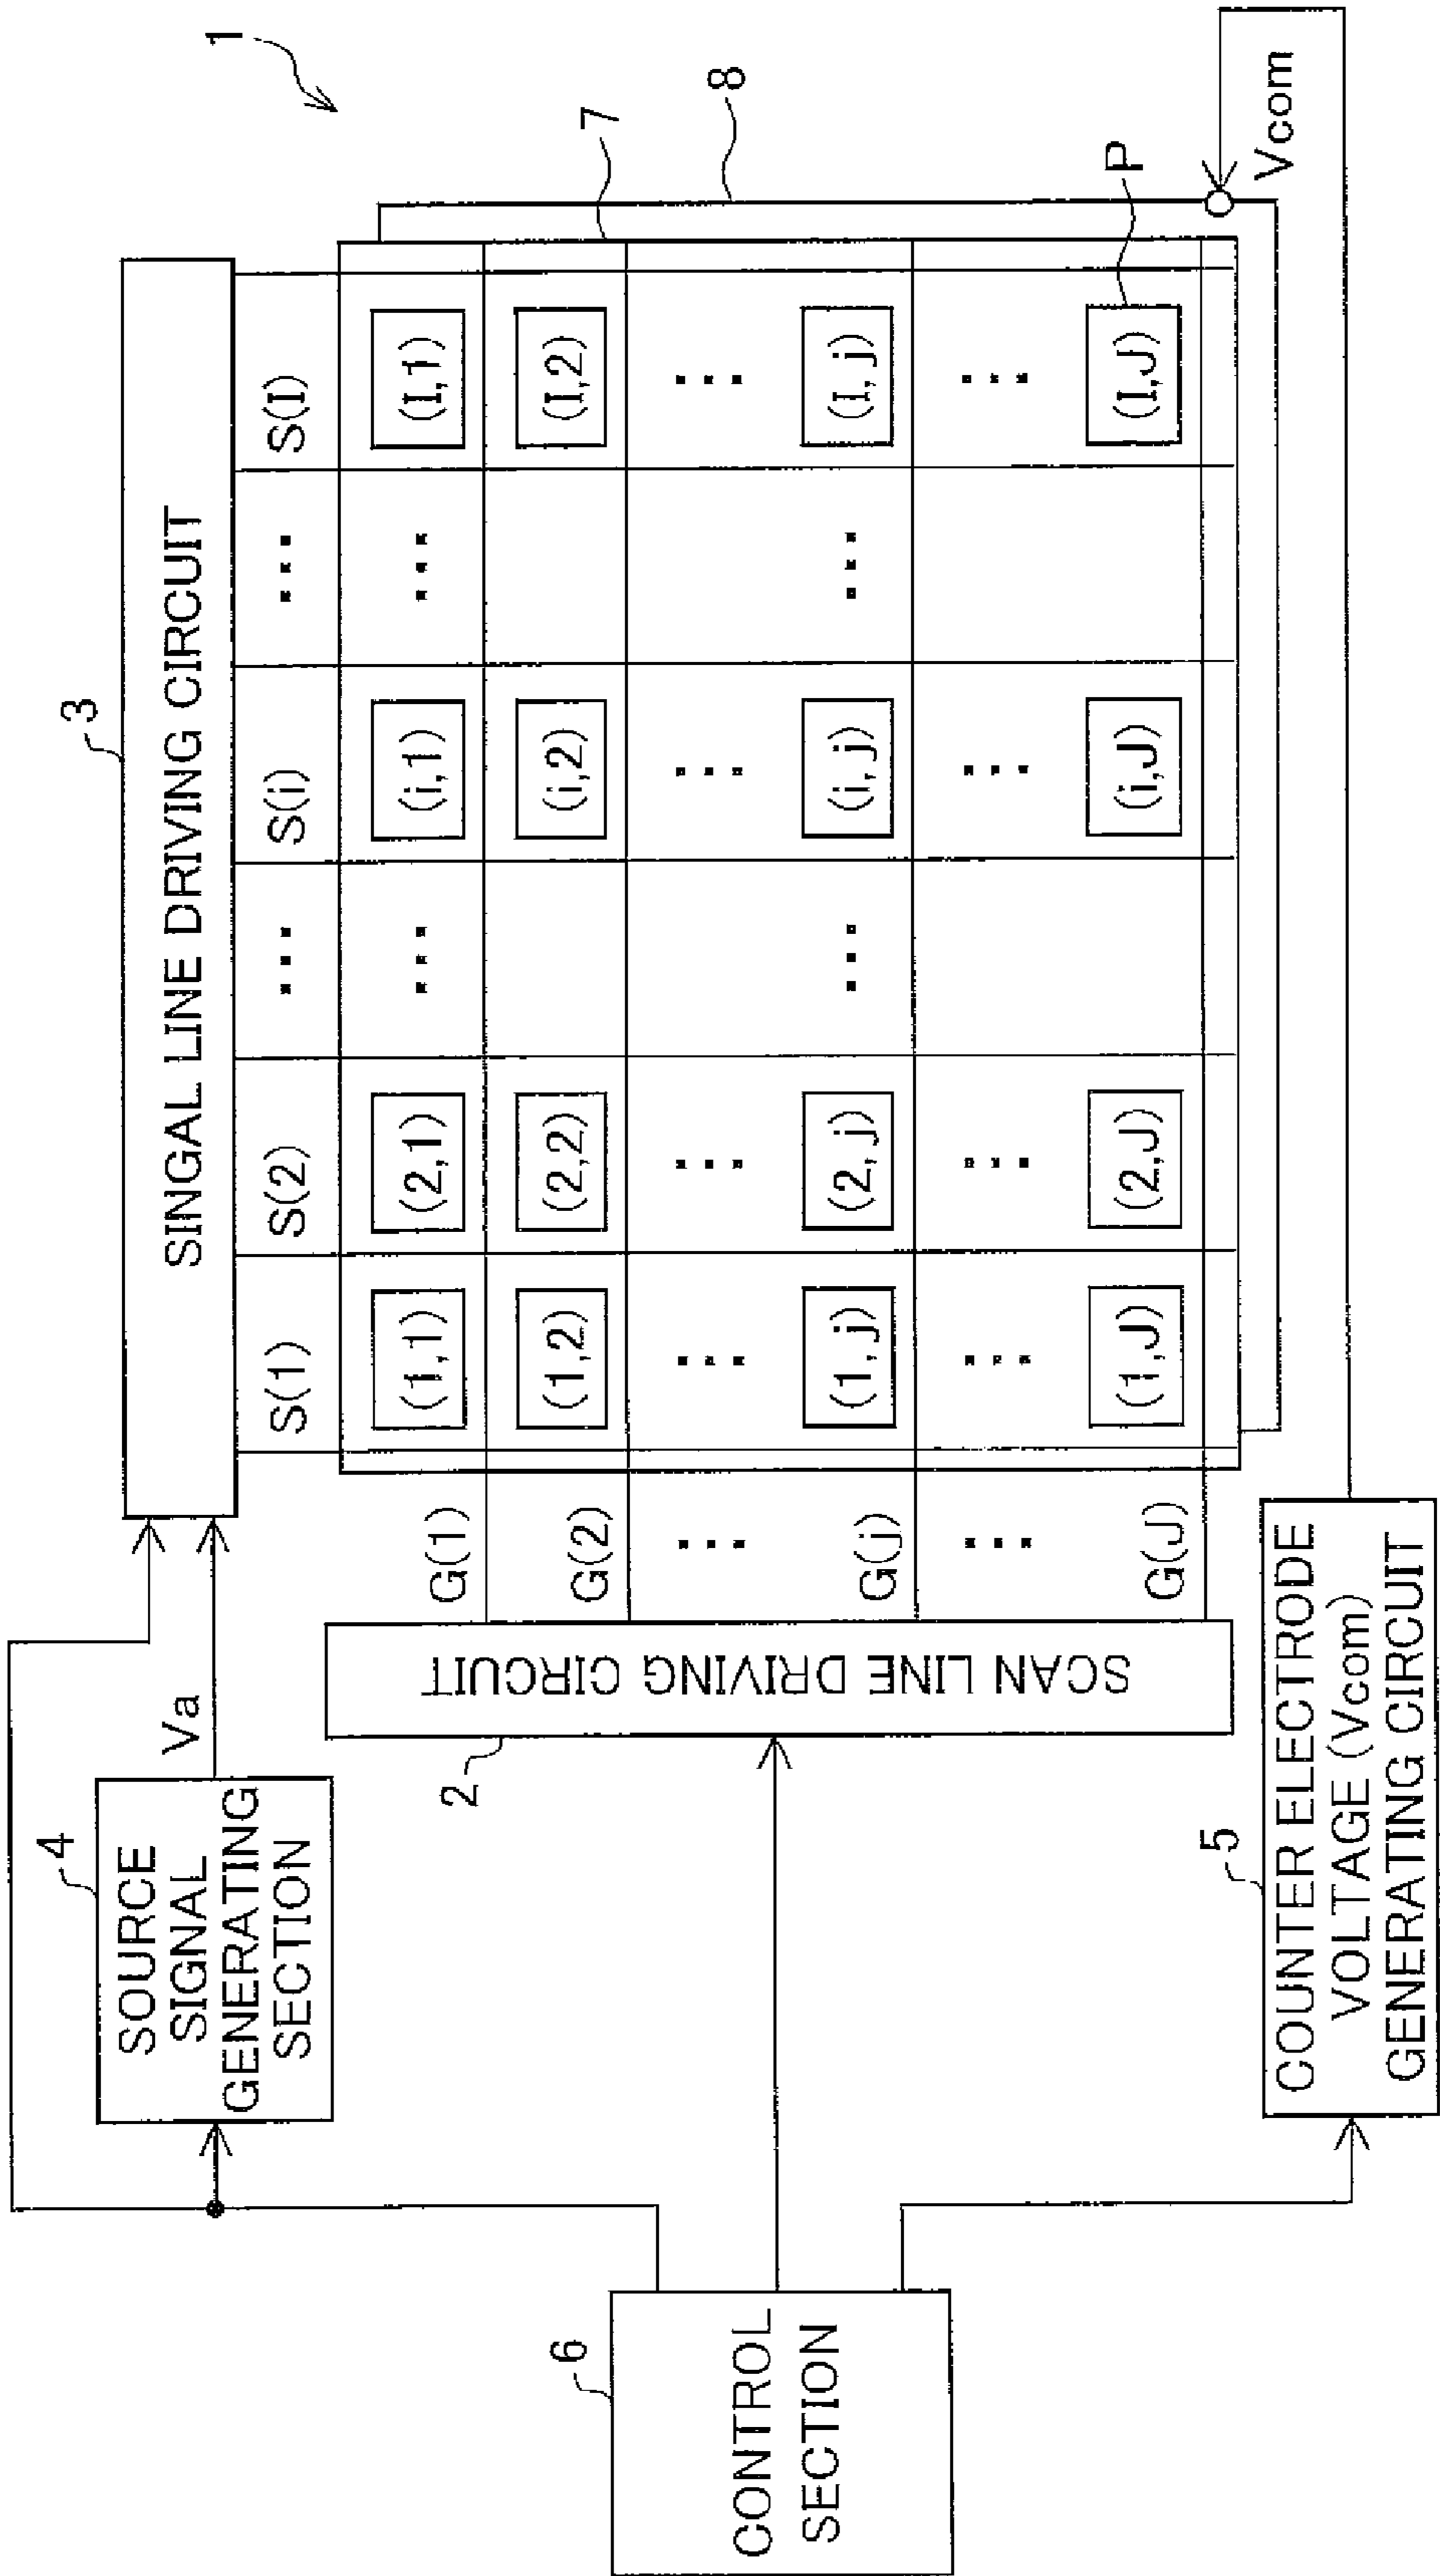 1
3
SINGAL LINE DRIVING CIRCUIT
4
SOURCE
SIGNAL
GENERATING
SECTION
Va
S(1) S(2) ... S(i) ... S(I)
7
8
G(1) (1,1) (2,1) ... (i,1) ... (I,1)
G(2) (1,2) (2,2) (i,2) (I,2)
... ... ... ... ...
G(j) (1,j) (2,j) ... (i,j) ... (I,j)
... ... ... ... ...
G(J) (1,J) (2,J) (i,J) (I,J)
P
SCAN LINE DRIVING CIRCUIT
2
6
CONTROL
SECTION
5
COUNTER ELECTRODE
VOLTAGE (Vcom)
GENERATING CIRCUIT
Vcom